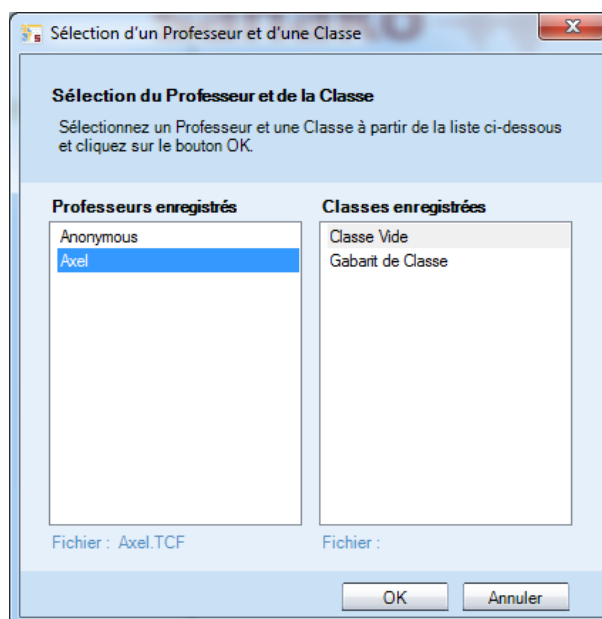 Sélection d'un Professeur et d'une Classe
Sélection du Professeur et de la Classe
Sélectionnez un Professeur et une Classe à partir de la liste ci-dessous
et cliquez sur le bouton OK.
Professeurs enregistrés
Anonymous
Axel
Fichier : Axel.TCF
Classes enregistrées
Classe Vide
Gabarit de Classe
Fichier :
OK
Annuler